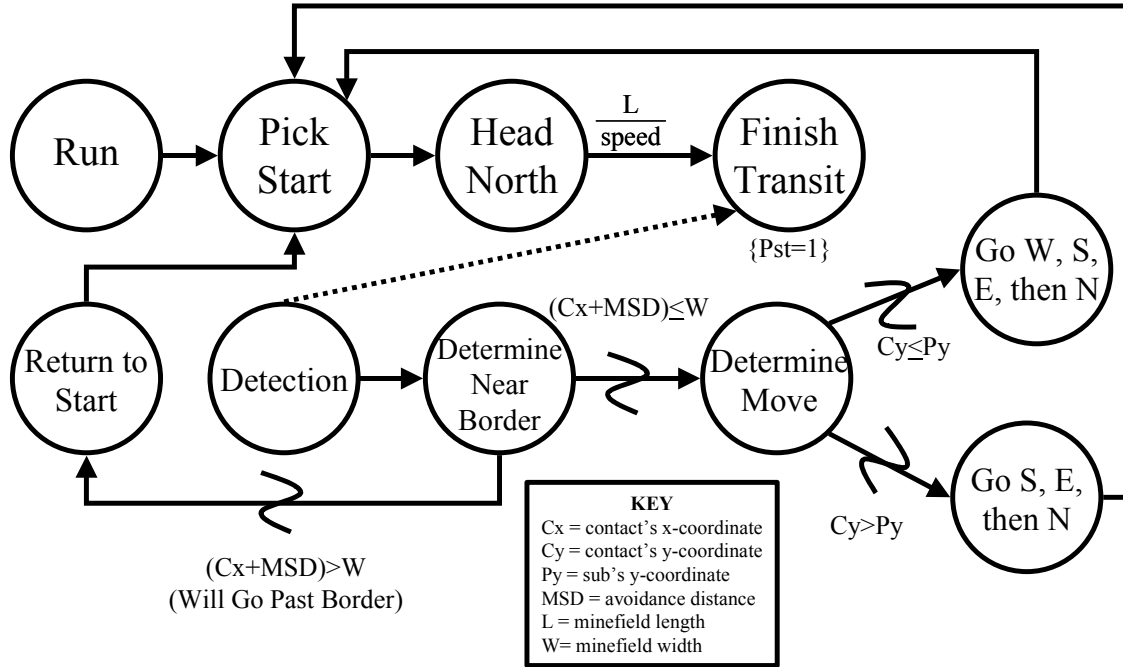 Run
Pick
Start
Head
North
L
speed
Finish
Transit
{Pst=1}
Return to
Start
Detection
Determine
Near
Border
(Cx+MSD)≤W
Determine
Move
Cy≤Py
Go W, S,
E, then N
Cy>Py
Go S, E,
then N
(Cx+MSD)>W
(Will Go Past Border)
KEY
Cx = contact’s x-coordinate
Cy = contact’s y-coordinate
Py = sub’s y-coordinate
MSD = avoidance distance
L = minefield length
W= minefield width